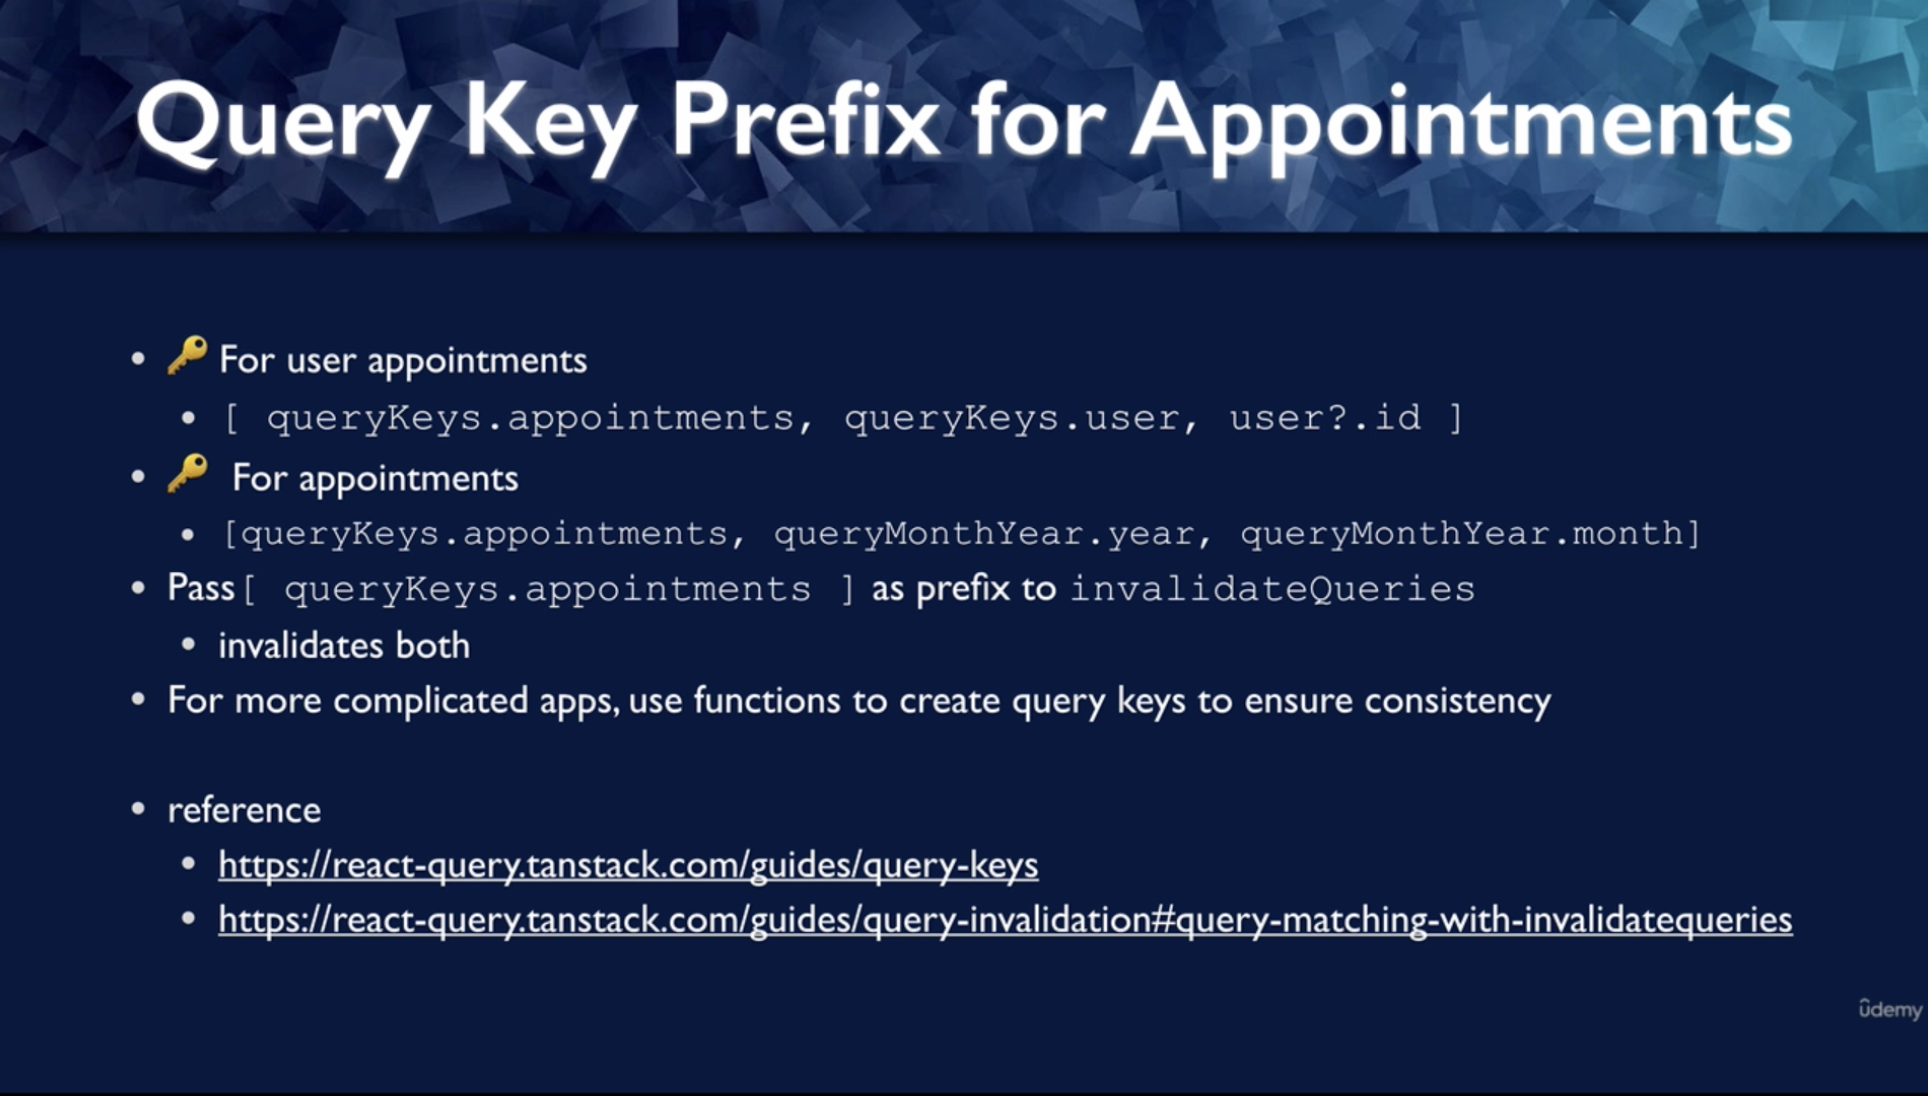 Query Key Prefix for Appointments
• 🔑 For user appointments
• [ queryKeys.appointments, queryKeys.user, user?.id ]
• 🔑 For appointments
• [queryKeys.appointments, queryMonthYear.year, queryMonthYear.month]
• Pass [ queryKeys.appointments ] as prefix to invalidateQueries
• invalidates both
• For more complicated apps, use functions to create query keys to ensure consistency
• reference
• https://react-query.tanstack.com/guides/query-keys
• https://react-query.tanstack.com/guides/query-invalidation#query-matching-with-invalidatequeries
ûdemy